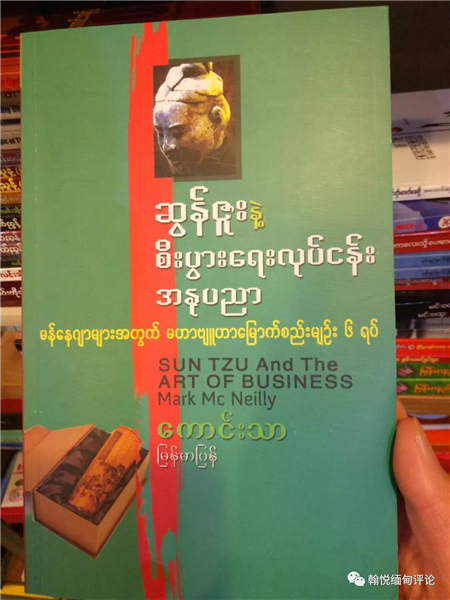 ဆွန်ဇူးနဲ့
စီးပွားရေးလုပ်ငန်း
အနုပညာ
မန်နေဂျာများအတွက် မဟာဗျူဟာမြောက်စည်းမျဉ်း ၆ ရပ်
SUN TZU And The
ART OF BUSINESS
Mark Mc Neilly
ကောင်းသာ
မြန်မာပြန်
翰悦缅甸评论